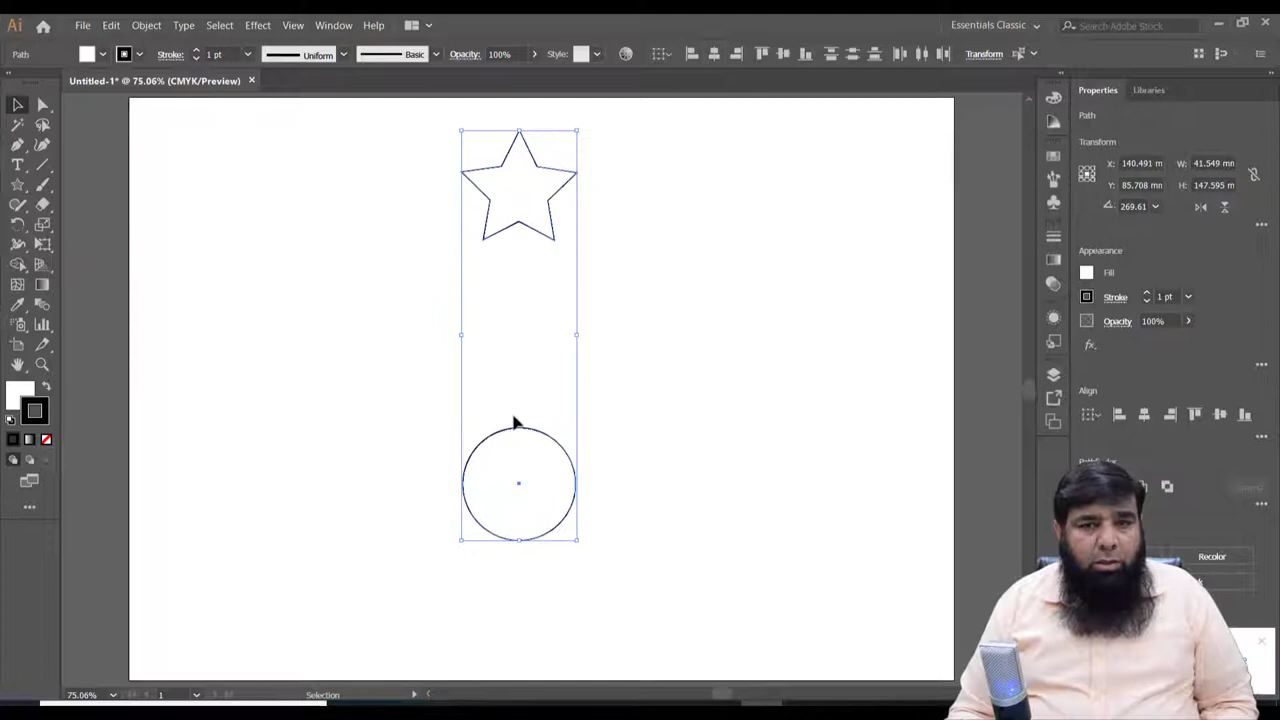 Ai File Edit Object Type Select Effect View Window Help Essentials Classic Search Adobe Stock
Path Stroke: 1 pt Uniform Basic Opacity: 100% Style: Transform
Untitled-1* @ 75.06% (CMYK/Preview)
Properties Libraries
Path
Transform
X: 140.491 m W: 41.549 mn
Y: 85.708 mn H: 147.595 m
269.61
Appearance
Fill
Stroke 1 pt
Opacity 100%
fx.
Align
Recolor
75.06% 1 Selection